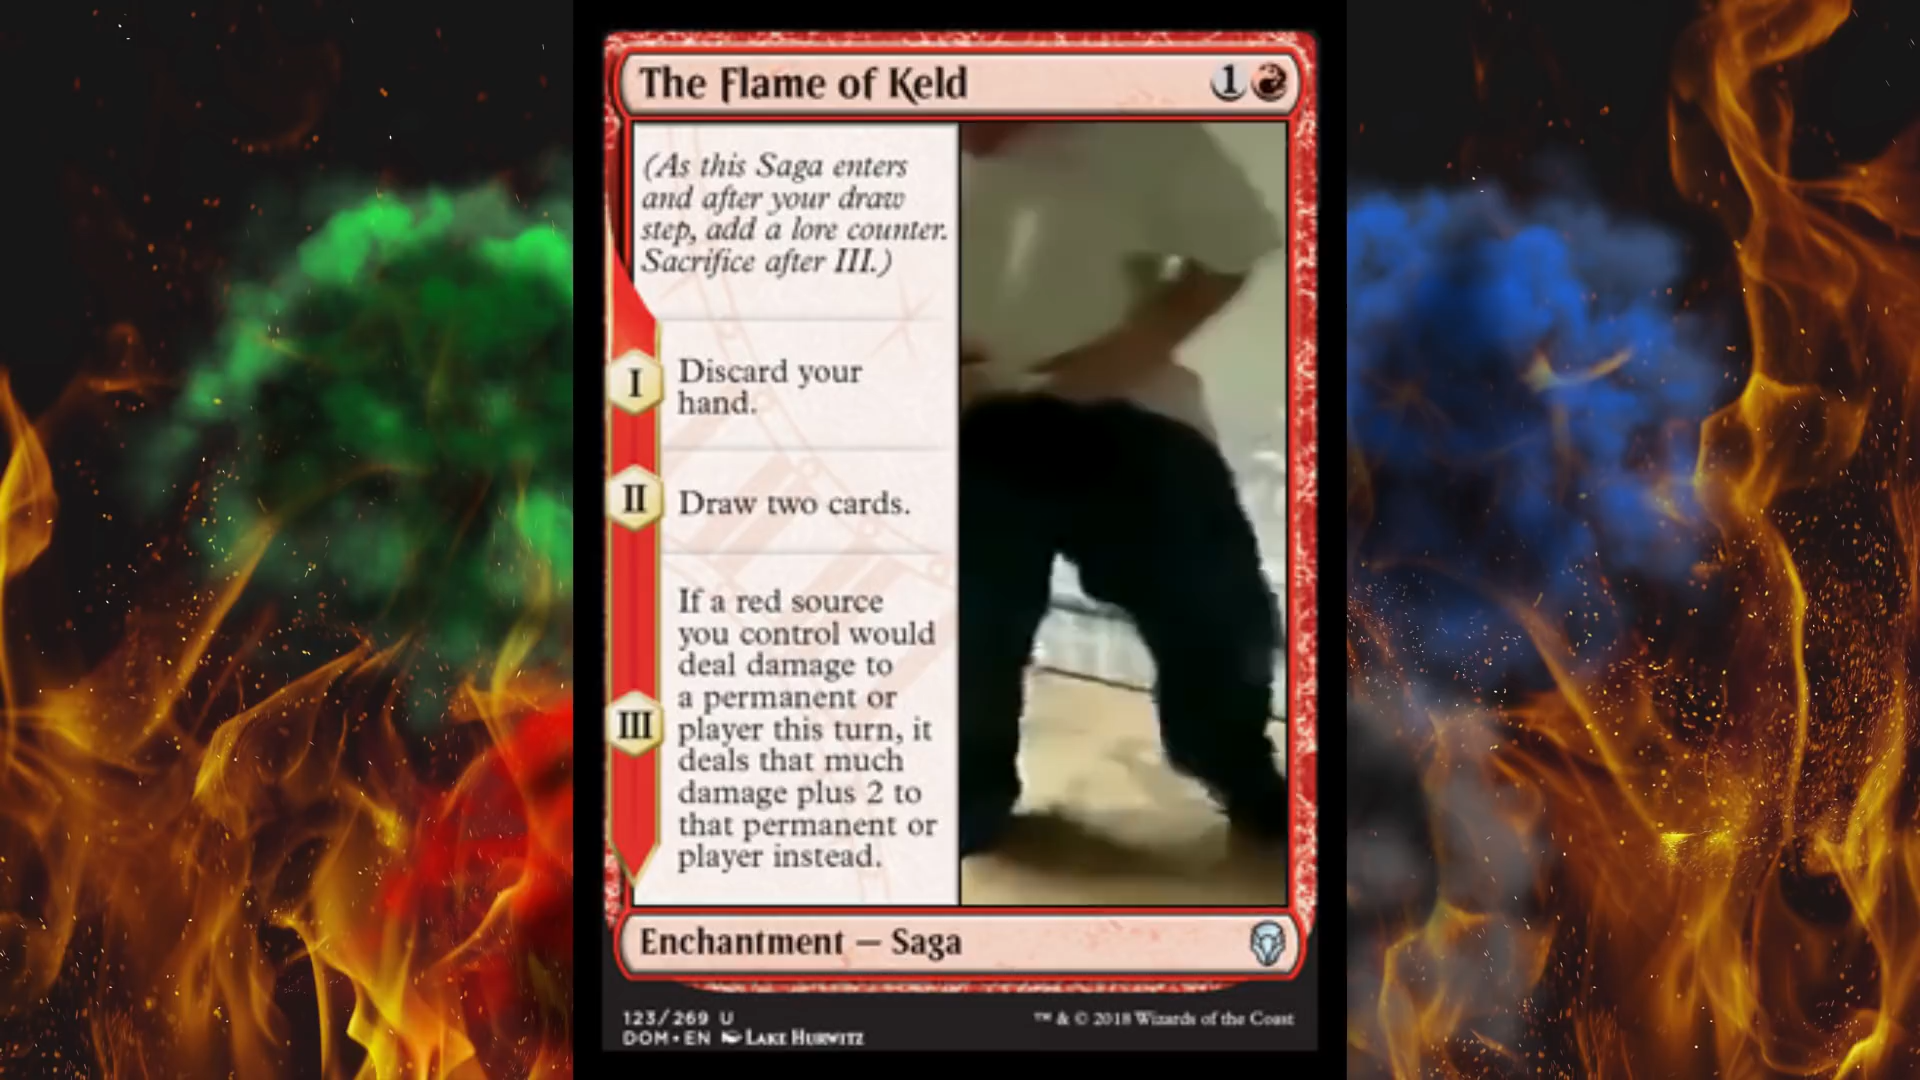 The Flame of Keld 1
(As this Saga enters
and after your draw
step, add a lore counter.
Sacrifice after III.)
I
Discard your
hand.
II
Draw two cards.
III
If a red source
you control would
deal damage to
a permanent or
player this turn, it
deals that much
damage plus 2 to
that permanent or
player instead.
Enchantment — Saga
123/269 U
DOM • EN LAKE HURWITZ
™ & © 2018 Wizards of the Coast